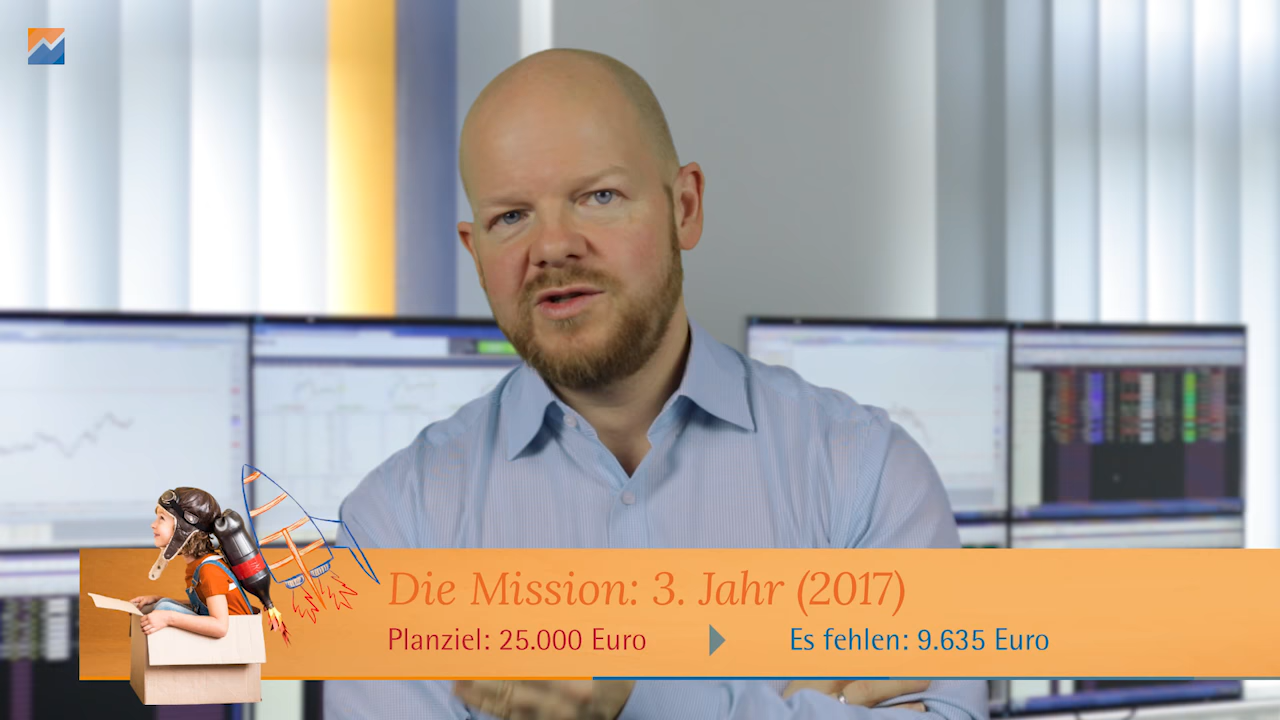 Die Mission: 3. Jahr (2017)
Planziel: 25.000 Euro
Es fehlen: 9.635 Euro